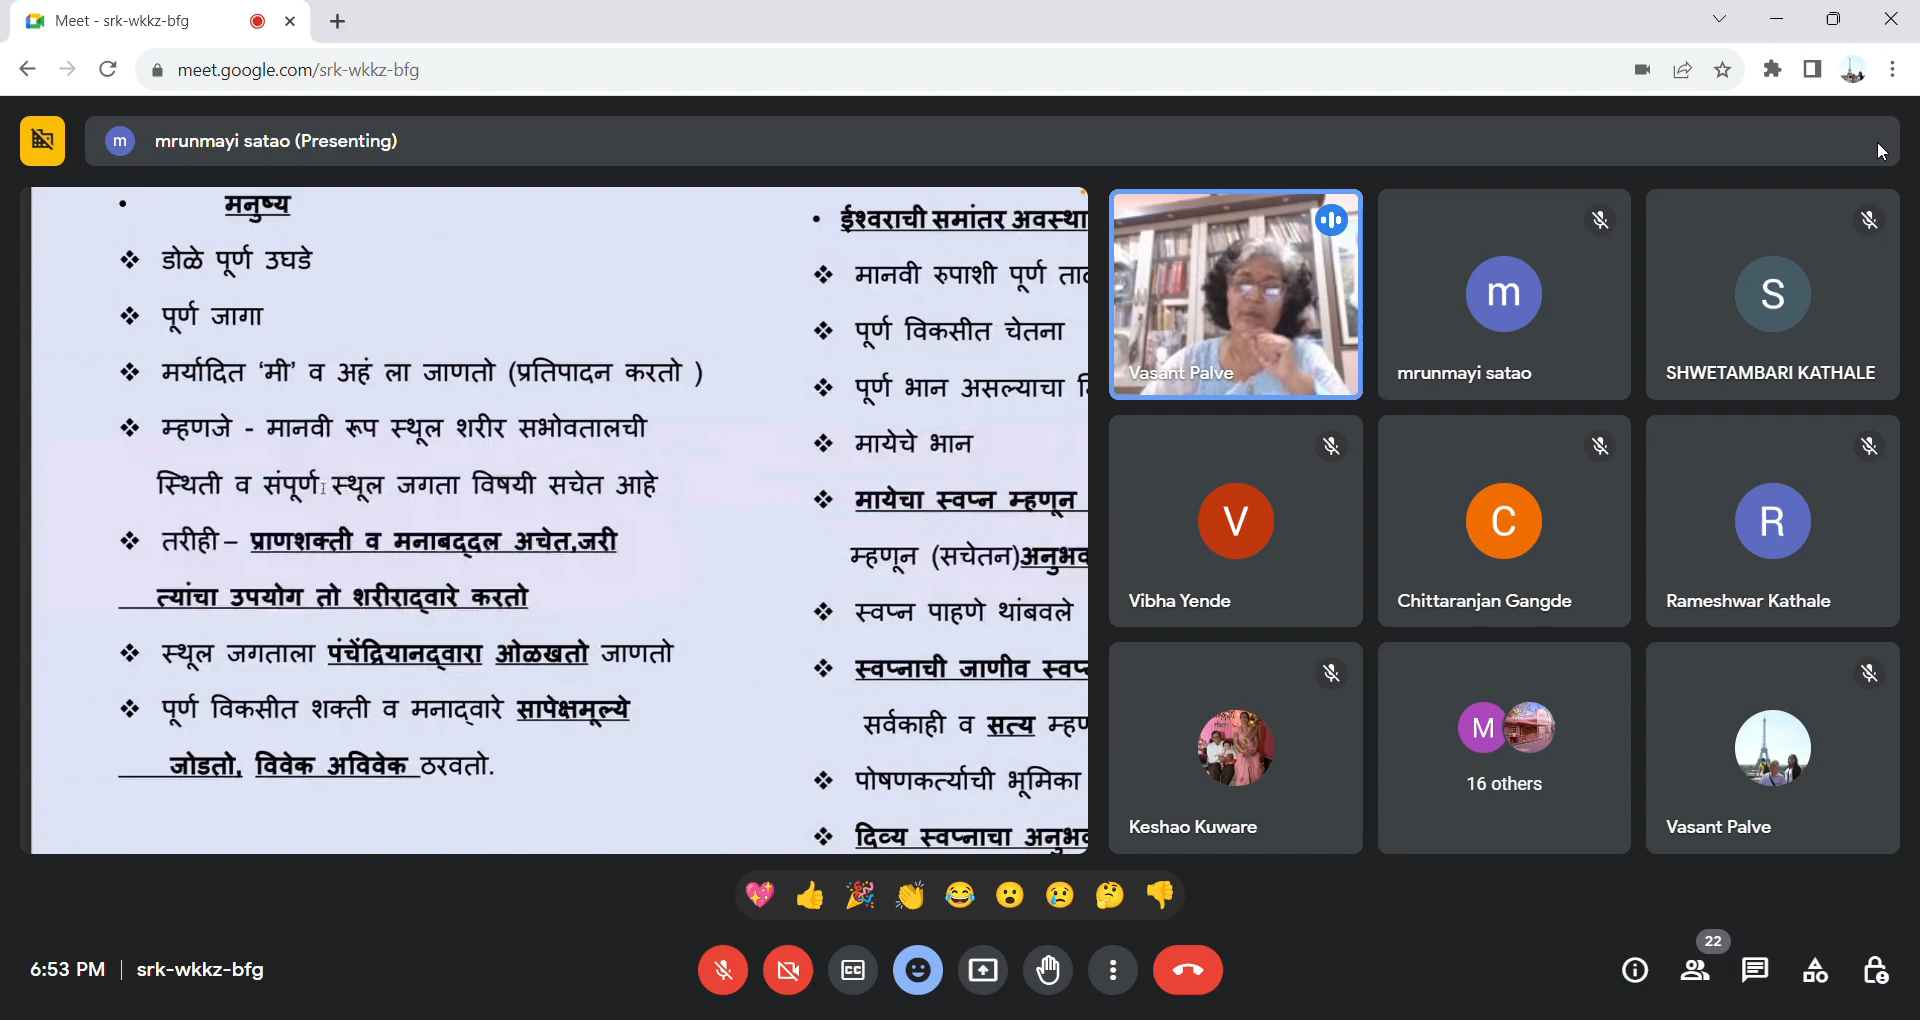 Meet - srk-wkkz-bfg
meet.google.com/srk-wkkz-bfg
m
mrunmayi satao (Presenting)
मनुष्य
डोळे पूर्ण उघडे
पूर्ण जागा
मर्यादित ‘मी’ व अहं ला जाणतो (प्रतिपादन करतो )
म्हणजे - मानवी रूप स्थूल शरीर सभोवतालची
स्थिती व संपूर्ण स्थूल जगता विषयी सचेत आहे
तरीही – प्राणशक्ती व मनाबद्दल अचेत,जरी
त्यांचा उपयोग तो शरीराद्वारे करतो
स्थूल जगताला पंचेंद्रियानद्वारा ओळखतो जाणतो
पूर्ण विकसीत शक्ती व मनाद्वारे सापेक्षमूल्ये
जोडतो, विवेक अविवेक ठरवतो.
ईश्वराची समांतर अवस्था
मानवी रुपाशी पूर्ण
पूर्ण विकसीत चेतना
पूर्ण भान असल्याचा
मायेचे भान
मायेचा स्वप्न म्हणून
म्हणून (सचेतन)
स्वप्न पाहणे थांबवले
स्वप्नाची जाणीव
सर्वकाही व सत्य
पोषणकर्त्याची भूमिका
दिव्य स्वप्नाचा
Vasant Palve
m
mrunmayi satao
S
SHWETAMBARI KATHALE
V
Vibha Yende
C
Chittaranjan Gangde
R
Rameshwar Kathale
Keshao Kuware
M
16 others
Vasant Palve
6:53 PM | srk-wkkz-bfg
CC
22